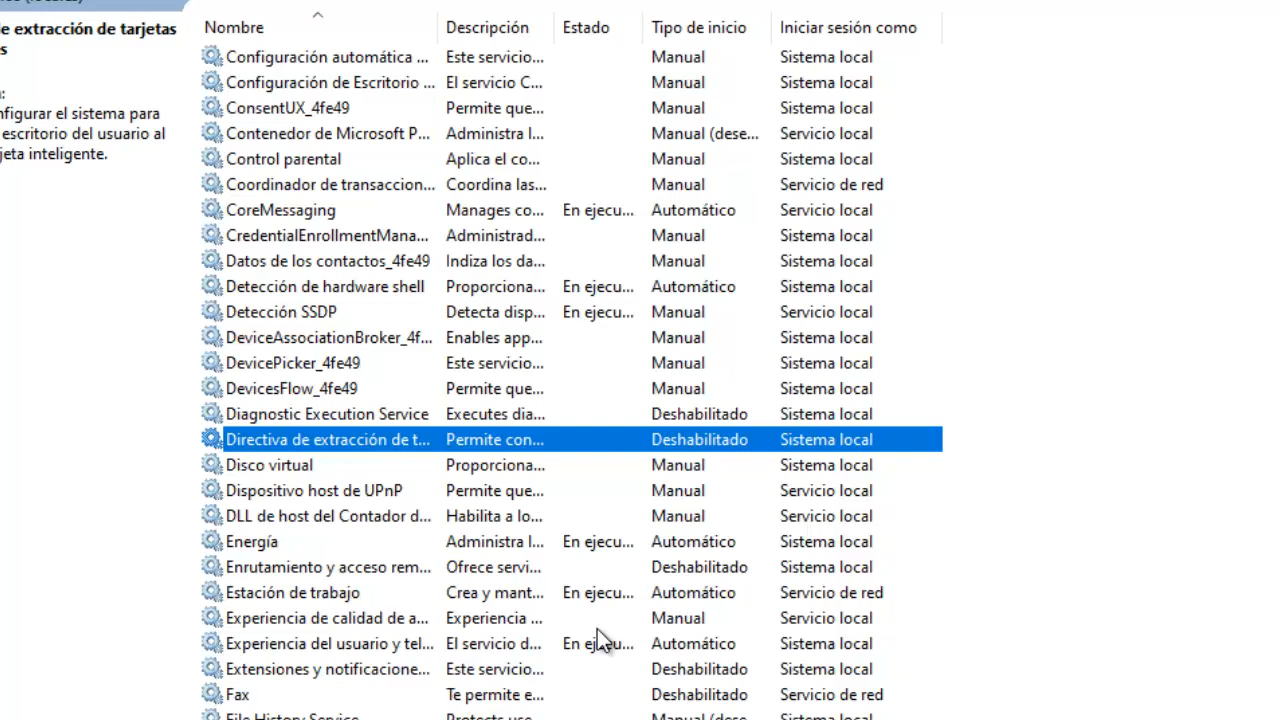 e extracción de tarjetas
s
:
nfigurar el sistema para
escritorio del usuario al
jeta inteligente.
Nombre Descripción Estado Tipo de inicio Iniciar sesión como
Configuración automática ... Este servicio... Manual Sistema local
Configuración de Escritorio ... El servicio C... Manual Sistema local
ConsentUX_4fe49 Permite que... Manual Sistema local
Contenedor de Microsoft P... Administra l... Manual (dese... Servicio local
Control parental Aplica el co... Manual Sistema local
Coordinador de transaccion... Coordina las... Manual Servicio de red
CoreMessaging Manages co... En ejecu... Automático Servicio local
CredentialEnrollmentMana... Administrad... Manual Sistema local
Datos de los contactos_4fe49 Indiza los da... Manual Sistema local
Detección de hardware shell Proporciona... En ejecu... Automático Sistema local
Detección SSDP Detecta disp... En ejecu... Manual Servicio local
DeviceAssociationBroker_4f... Enables app... Manual Sistema local
DevicePicker_4fe49 Este servicio... Manual Sistema local
DevicesFlow_4fe49 Permite que... Manual Sistema local
Diagnostic Execution Service Executes dia... Deshabilitado Sistema local
Directiva de extracción de t... Permite con... Deshabilitado Sistema local
Disco virtual Proporciona... Manual Sistema local
Dispositivo host de UPnP Permite que... Manual Servicio local
DLL de host del Contador d... Habilita a lo... Manual Servicio local
Energía Administra l... En ejecu... Automático Sistema local
Enrutamiento y acceso rem... Ofrece servi... Deshabilitado Sistema local
Estación de trabajo Crea y mant... En ejecu... Automático Servicio de red
Experiencia de calidad de a... Experiencia ... Manual Servicio local
Experiencia del usuario y tel... El servicio d... En ejecu... Automático Sistema local
Extensiones y notificacione... Este servicio... Deshabilitado Sistema local
Fax Te permite e... Deshabilitado Servicio de red
File History Service Protects use... Manual (dese... Sistema local